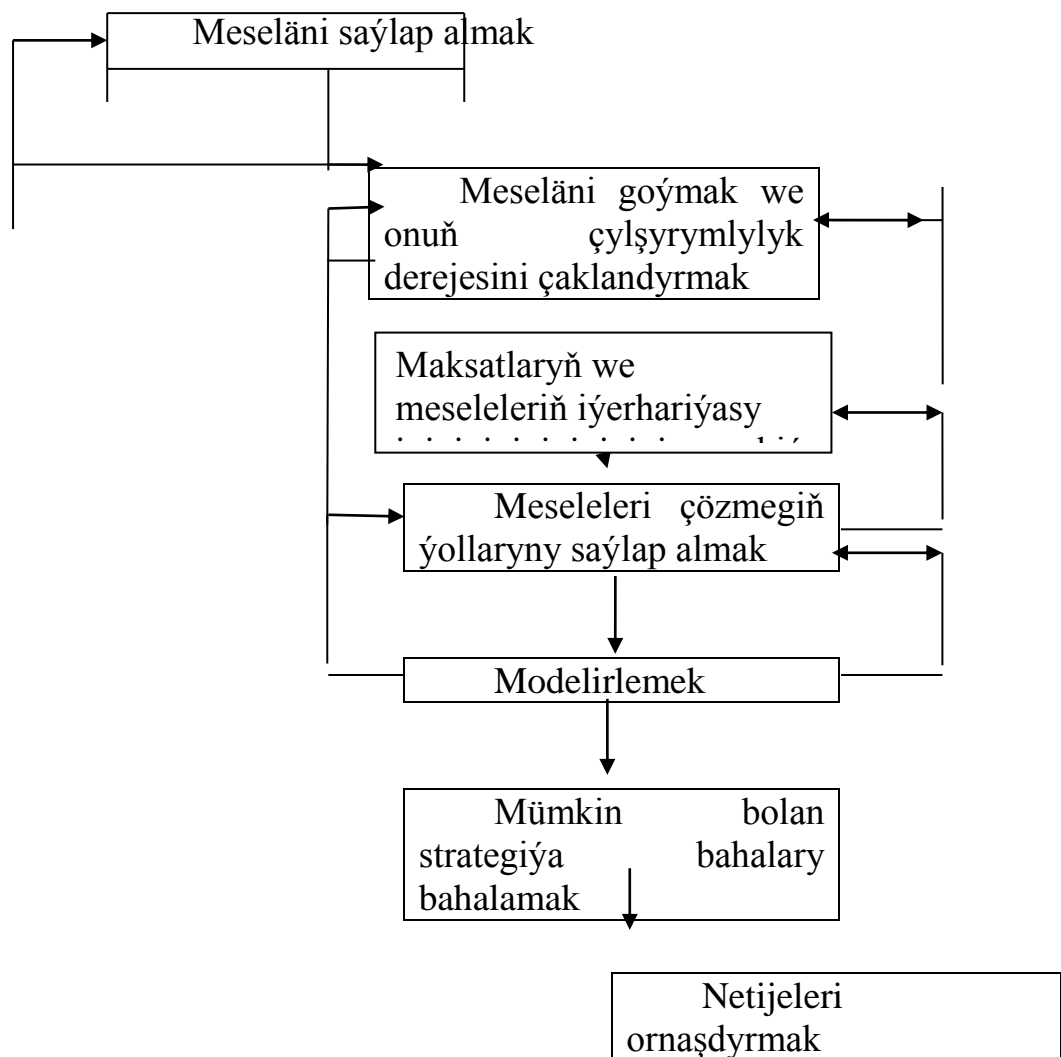 Meseläni saýlap almak
Meseläni goýmak we
onuň çylşyrymlylyk
derejesini çaklandyrmak
Maksatlaryň we
meseleleriň iýerhariýasy
Meseleleri çözmegiň
ýollaryny saýlap almak
Modelirlemek
Mümkin bolan
strategiýa bahalary
bahalamak
Netijeleri
ornaşdyrmak